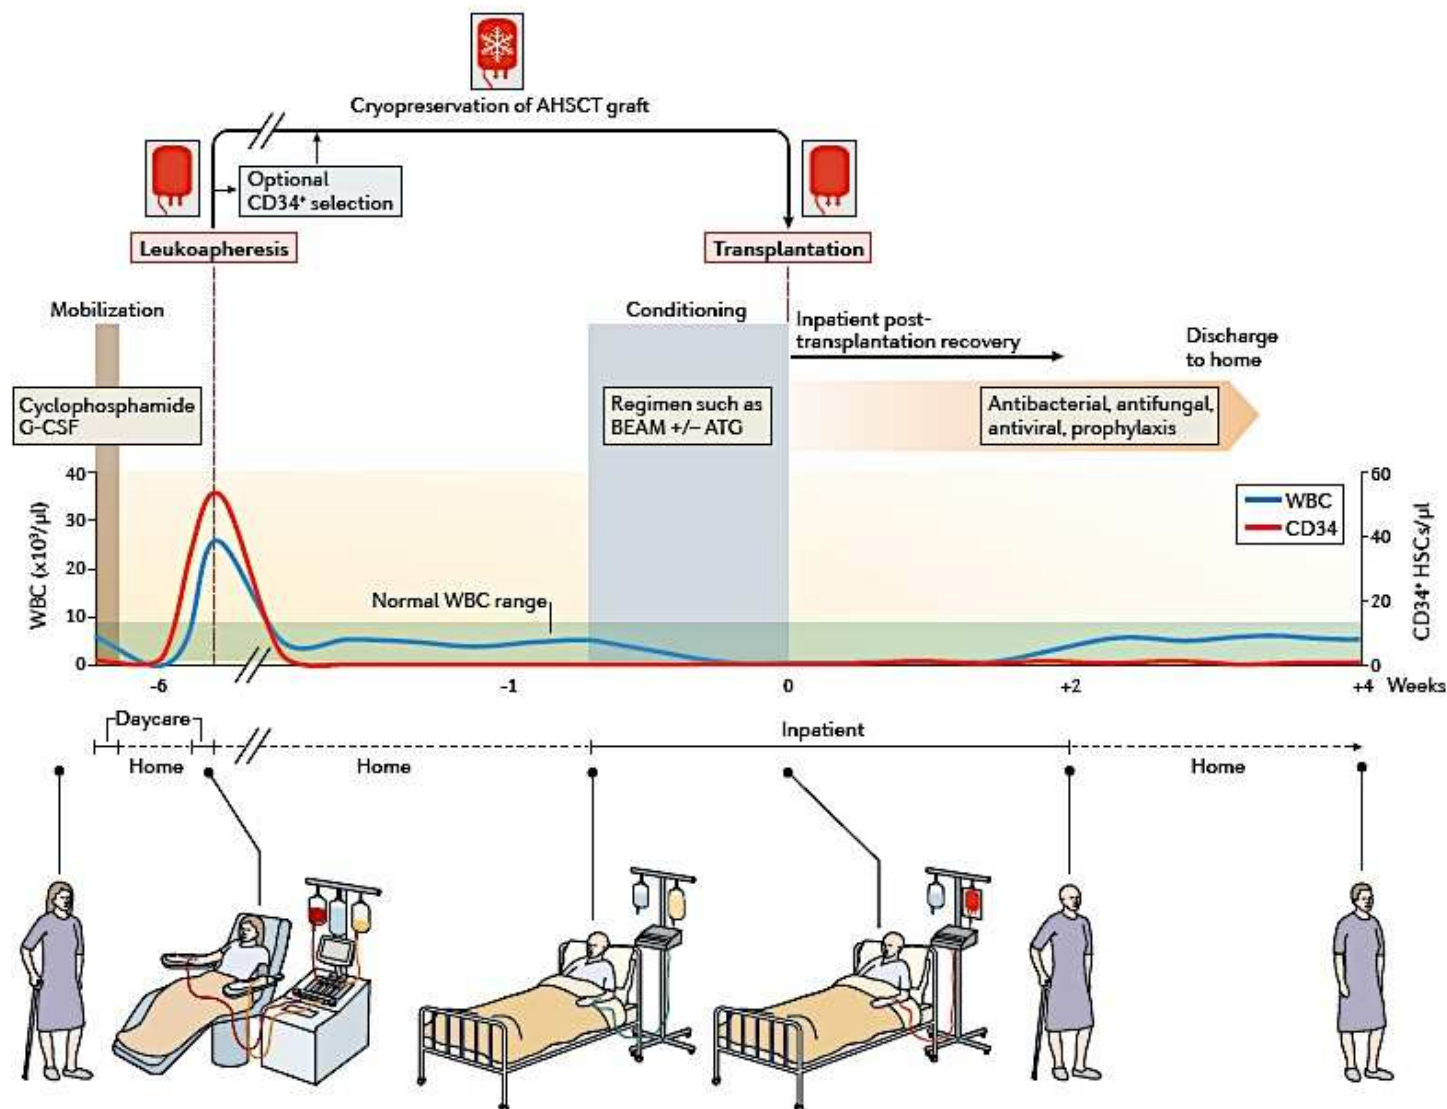 Cryopreservation of AHSCT graft
Optional
CD34⁺ selection
Leukoapheresis
Transplantation
Mobilization
Conditioning
Inpatient post-
transplantation recovery
Discharge
to home
Cyclophosphamide
G-CSF
Regimen such as
BEAM +/− ATG
Antibacterial, antifungal,
antiviral, prophylaxis
WBC (x10³/µl)
40
30
20
10
0
Normal WBC range
WBC
CD34
60
40
20
0
CD34⁺ HSCs/µl
-6
-1
0
+2
+4
Weeks
Daycare
Home
Home
Inpatient
Home